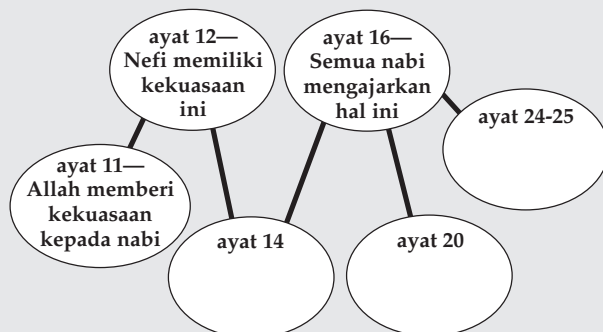 ayat 12—
Nefi memiliki
kekuasaan
ini
ayat 16—
Semua nabi
mengajarkan
hal ini
ayat 24-25
ayat 11—
Allah memberi
kekuasaan
kepada nabi
ayat 14
ayat 20